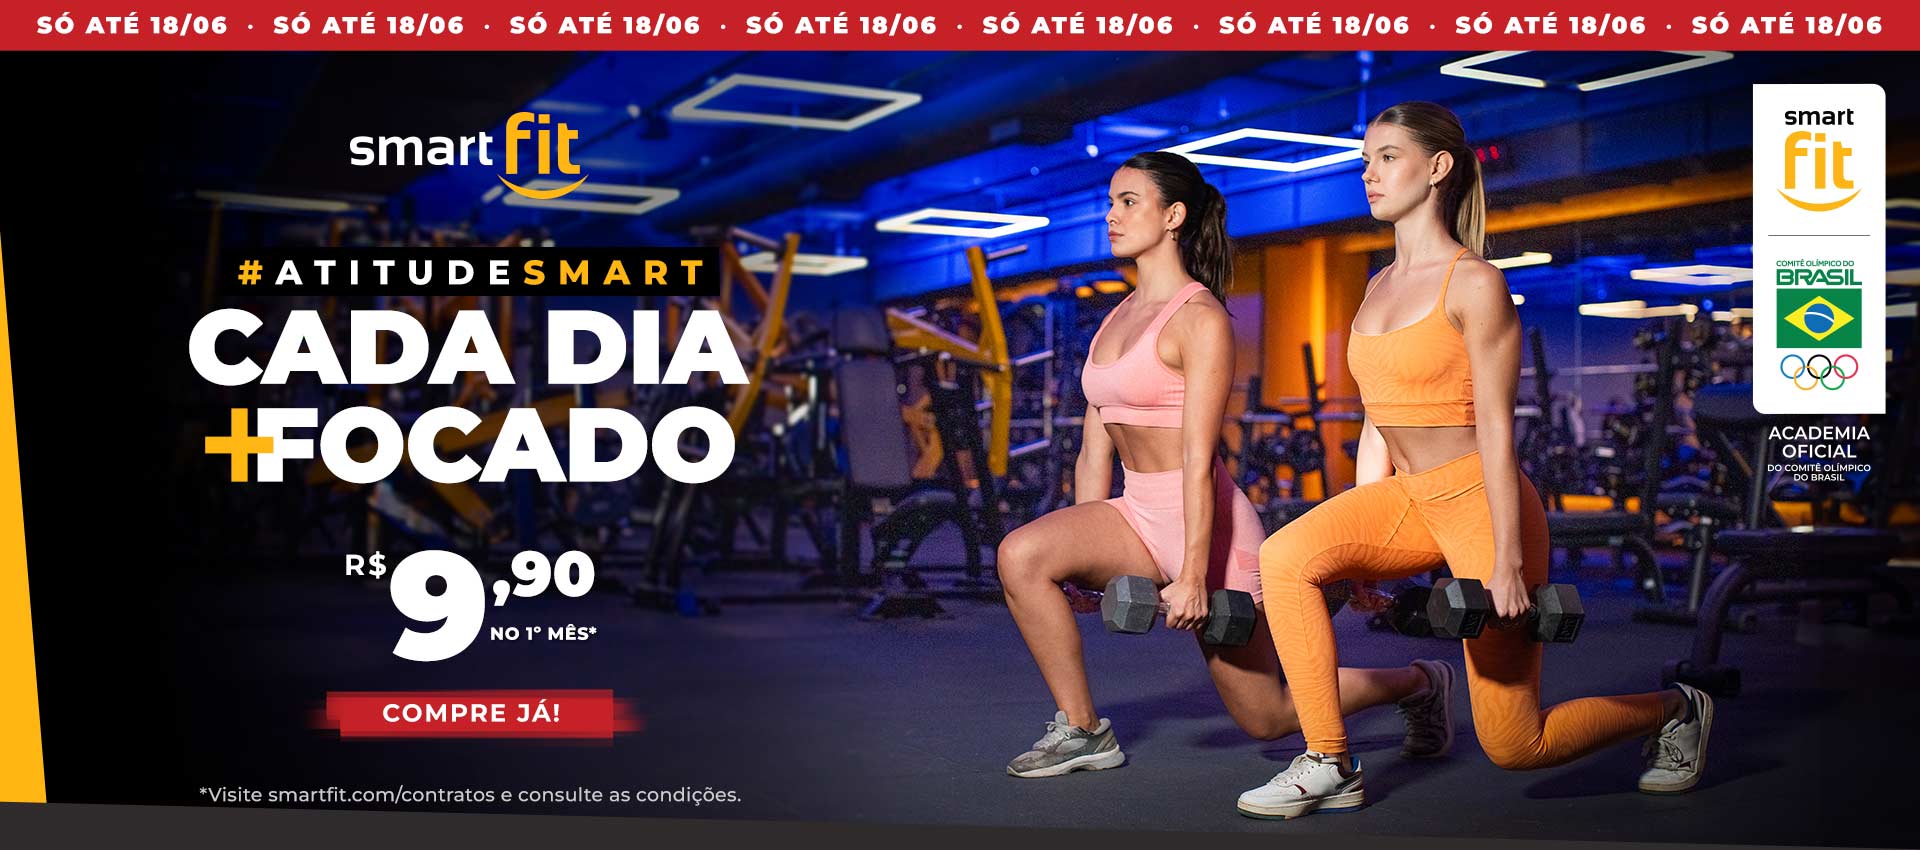 SÓ ATÉ 18/06 · SÓ ATÉ 18/06 · SÓ ATÉ 18/06 · SÓ ATÉ 18/06 · SÓ ATÉ 18/06 · SÓ ATÉ 18/06 · SÓ ATÉ 18/06 · SÓ ATÉ 18/06
smart fit
#ATITUDESMART
CADA DIA
+FOCADO
R$ 9,90
NO 1º MÊS*
COMPRE JÁ!
*Visite smartfit.com/contratos e consulte as condições.
smart
fit
COMITÊ OLÍMPICO DO
BRASIL
ACADEMIA
OFICIAL
DO COMITÊ OLÍMPICO
DO BRASIL